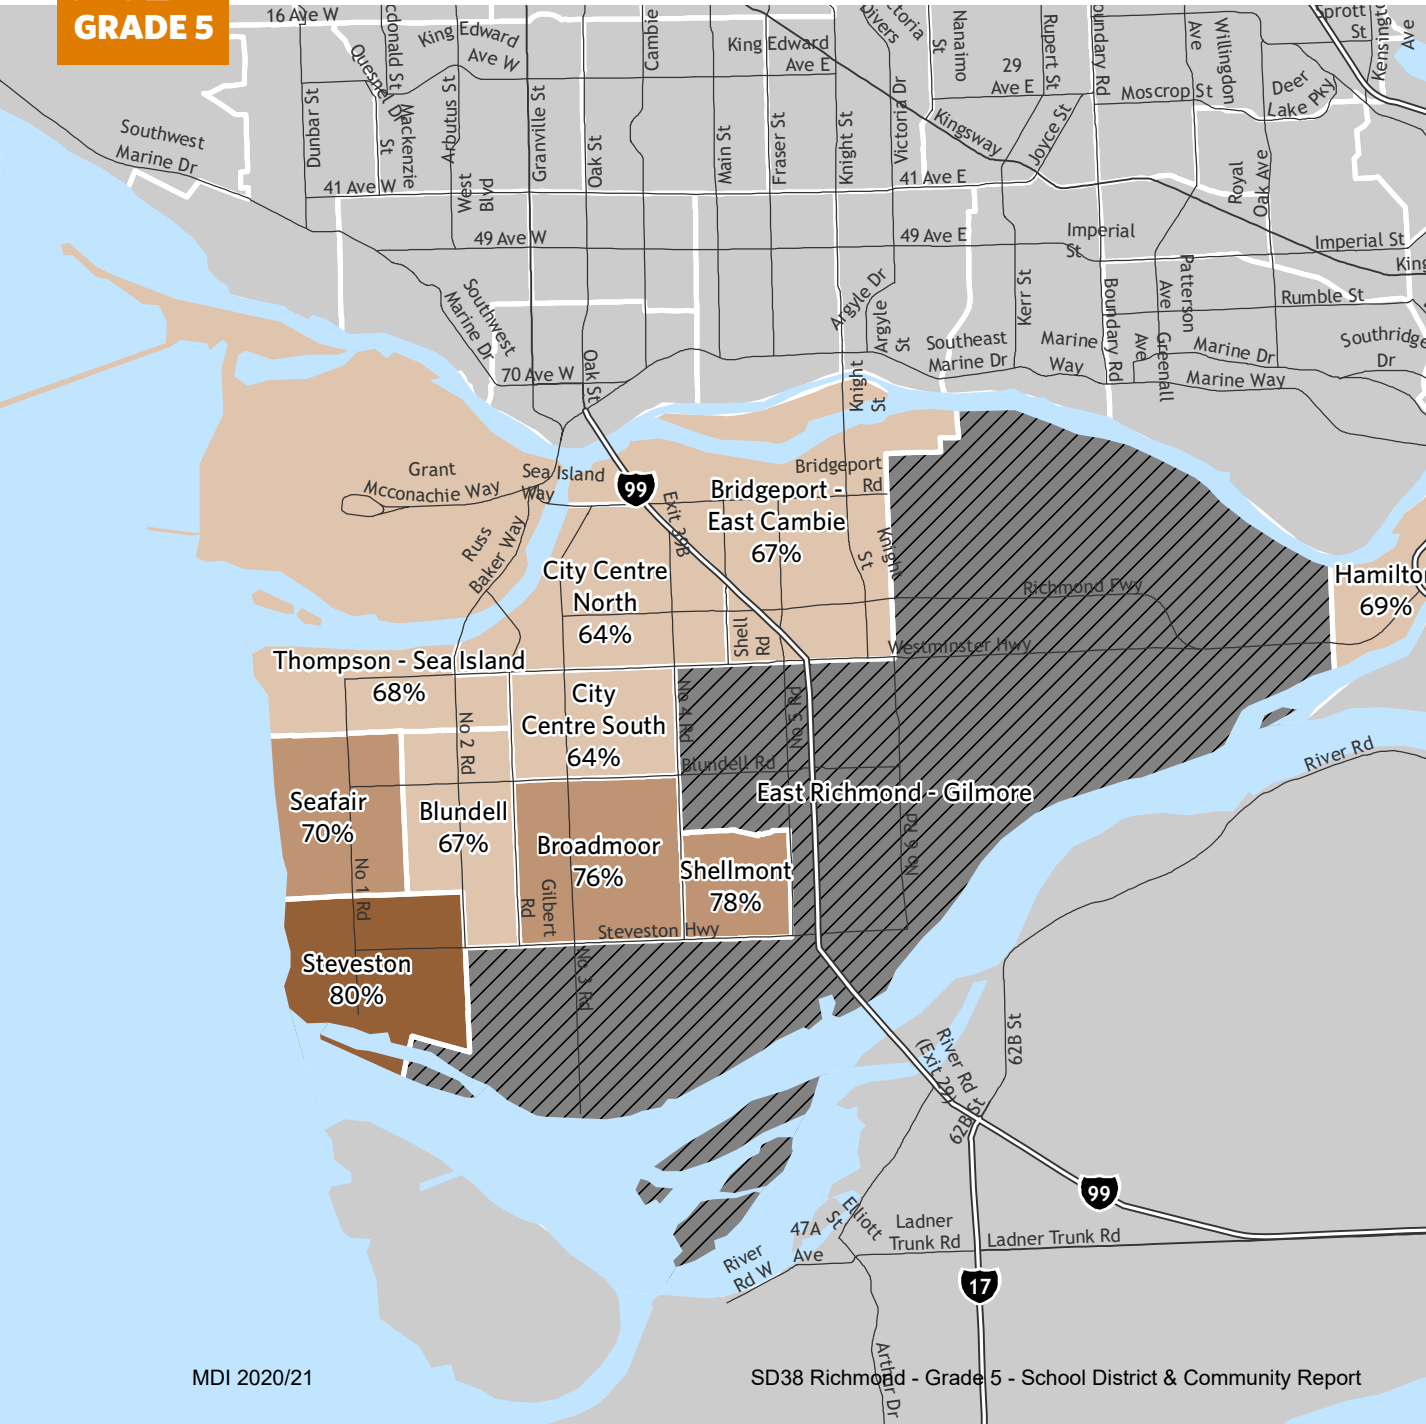 GRADE 5
16 Ave W
King Edward
Ave W
Quesnel Dr
St
Mackenzie
Dunbar St
Arbutus St
West
Blvd
Granville St
Oak St
Cambie
Main St
Fraser St
Knight St
King Edward
Ave E
Victoria Dr
St
Nanaimo
29
Ave E
Rupert St
Kingsway
Joyce St
Moscrop St
Ave
Willingdon
Deer
Lake Pky
Sprott
St
Ave
Royal
Oak Ave
Southwest
Marine Dr
41 Ave W
41 Ave E
49 Ave W
49 Ave E
Imperial
St
Imperial St
Rumble St
Southwest
Marine Dr
70 Ave W
Oak St
Argyle Dr
Argyle
St
Kerr St
Boundary Rd
Patterson
Ave
Greenall
Ave
Southeast
Marine Dr
Marine
Way
Marine Dr
Marine Way
Southridge
Dr
Knight
St
Grant
Mcconachie Way
Sea Island
Way
99
Exit 39B
Russ
Baker Way
Bridgeport
Rd
Bridgeport -
East Cambie
67%
Knight
St
City Centre
North
64%
Shell
Rd
Richmond Fwy
Westminster Hwy
69%
Thompson - Sea Island
68%
City
Centre South
64%
No 2 Rd
No 4 Rd
No 5 Rd
Blundell Rd
East Richmond - Gilmore
River Rd
Seafair
70%
Blundell
67%
Broadmoor
76%
Shellmont
78%
No 6 Rd
No 1 Rd
Gilbert
Rd
Steveston Hwy
Steveston
80%
No 3 Rd
62B St
River Rd
(Exit 29)
62B St
99
Elliott
St
47A
Ave
Ladner
Trunk Rd
Ladner Trunk Rd
River
Rd W
17
Arthur Dr
MDI 2020/21
SD38 Richmond - Grade 5 - School District & Community Report